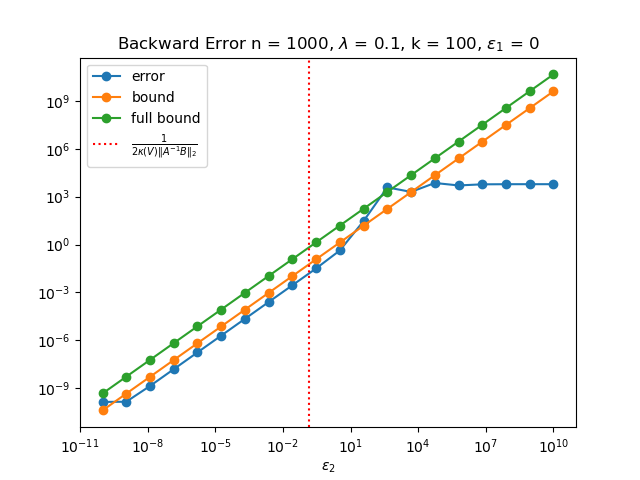 Backward Error n = 1000, λ = 0.1, k = 100, ε₁ = 0
error
bound
full bound
1/(2κ(V)‖A⁻¹B‖₂)
10⁹
10⁶
10³
10⁰
10⁻³
10⁻⁶
10⁻⁹
10⁻¹¹ 10⁻⁸ 10⁻⁵ 10⁻² 10¹ 10⁴ 10⁷ 10¹⁰
ε₂